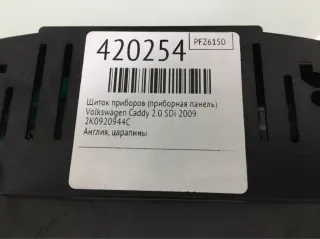 420254
PFZ6150
Щиток приборов (приборная панель)
Volkswagen Caddy 2.0 SDi 2009
2K0920944C
Англия, царапины